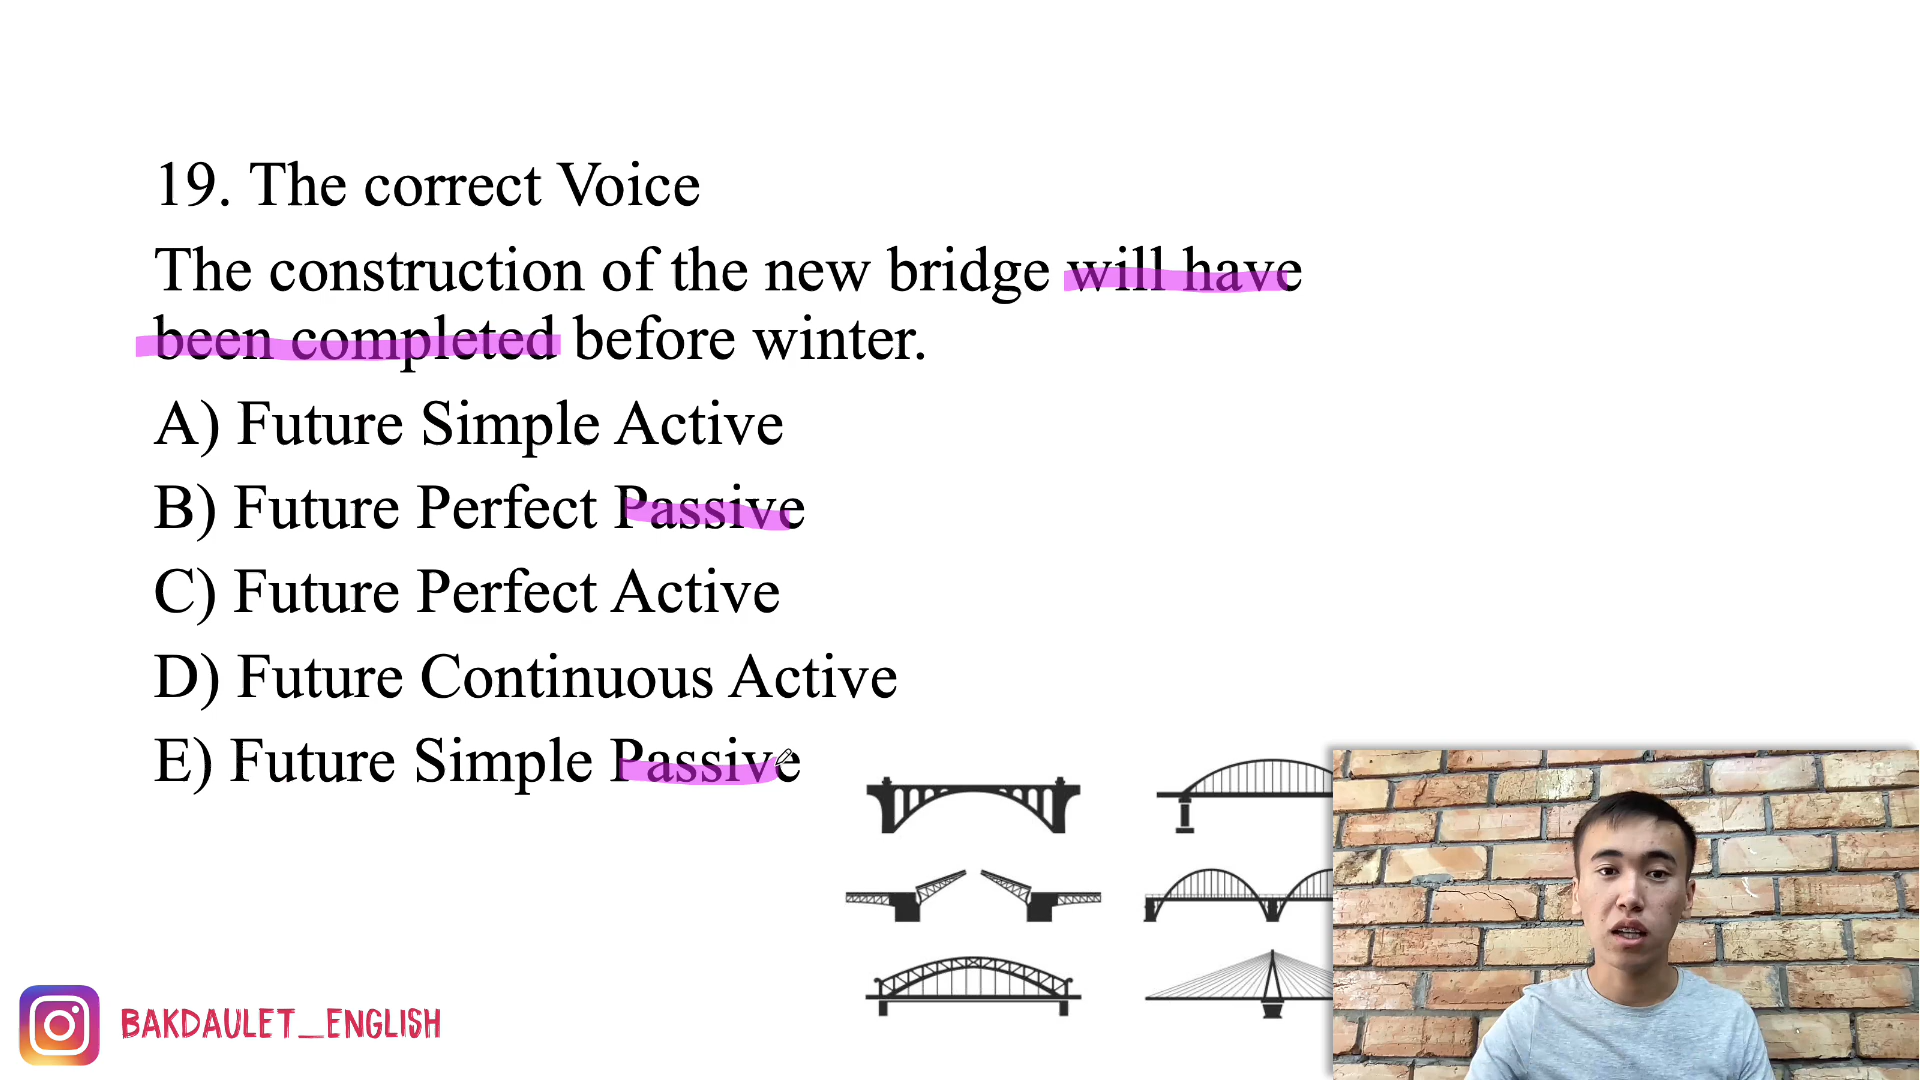 19. The correct Voice
The construction of the new bridge will have
been completed before winter.
A) Future Simple Active
B) Future Perfect Passive
C) Future Perfect Active
D) Future Continuous Active
E) Future Simple Passive
BAKDAULET_ENGLISH